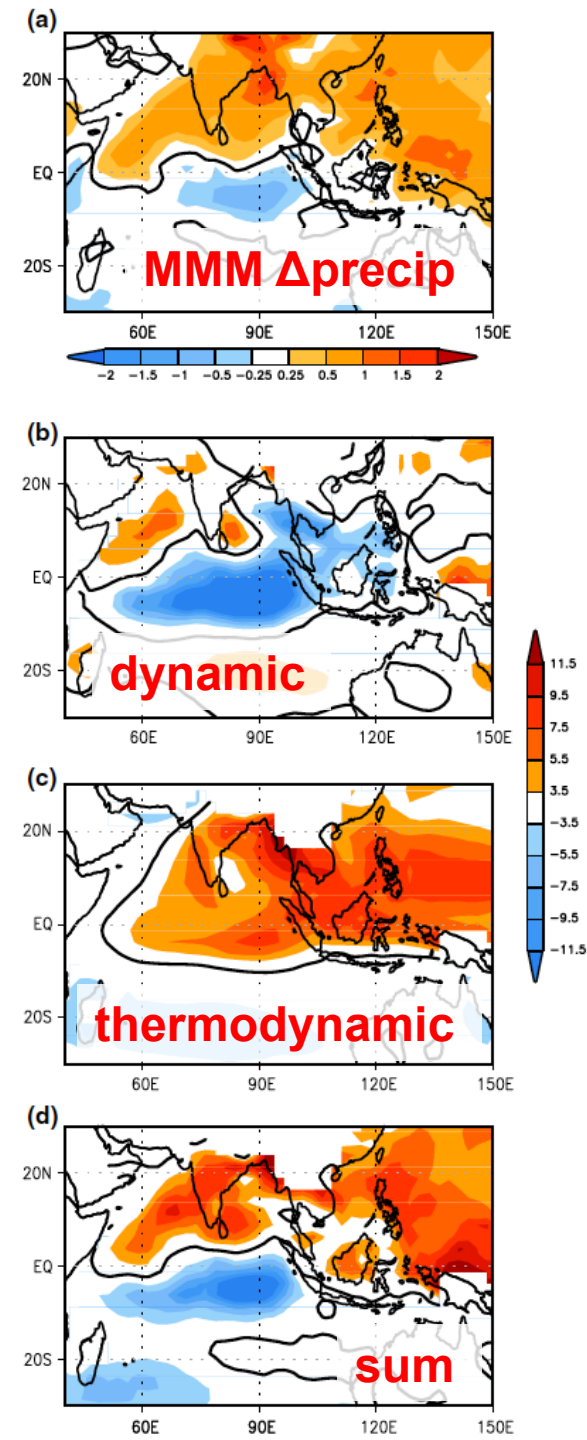 (a)
20N
EQ
20S
MMM Δprecip
60E 90E 120E 150E
-2 -1.5 -1 -0.5 -0.25 0.25 0.5 1 1.5 2
(b)
20N
EQ
20S
dynamic
60E 90E 120E 150E
11.5
9.5
7.5
5.5
3.5
-3.5
-5.5
-7.5
-9.5
-11.5
(c)
20N
EQ
20S
thermodynamic
60E 90E 120E 150E
(d)
20N
EQ
20S
sum
60E 90E 120E 150E